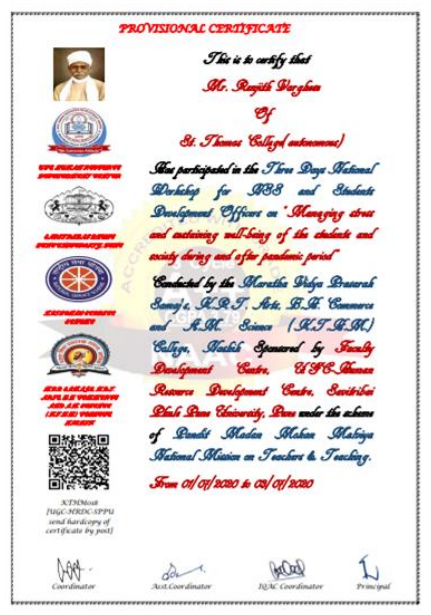 PROVISIONAL CERTIFICATE
This is to certify that
Mr. Renjith Varghese
Of
St. Thomas College( autonomous)
Has participated in the Three Days National
Workshop for NSS and Students
Development Officers on "Managing stress
and sustaining well-being of the students and
society during and after pandemic period"
Conducted by the Maratha Vidya Prasarak
Samaj's. K.R.T. Arts, B.H. Commerce
and A.M. Science (K.T.H.M.)
College, Nashik Sponsored by Faculty
Development Centre, UGC-Human
Resource Development Centre, Savitribai
Phule Pune University, Pune under the scheme
of Pandit Madan Mohan Malviya
National Mission on Teachers & Teaching.
From 01/07/2020 to 03/07/2020
KTHMost
[UGC-HRDC-SPPU
send hardcopy of
certificate by post]
NAAC
Coordinator
Asst.Coordinator
IQAC Coordinator
Principal